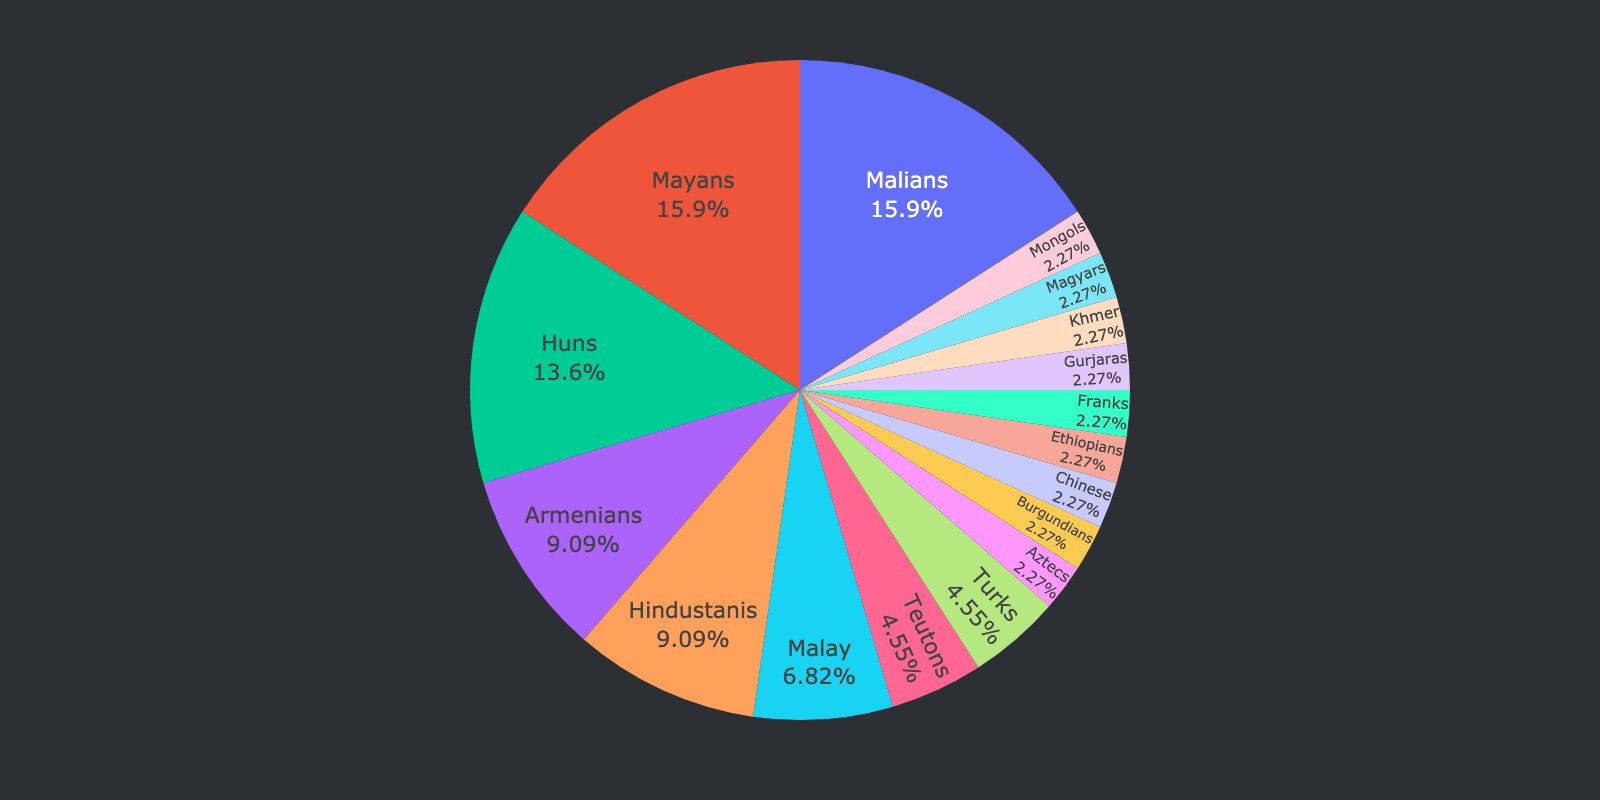 Mayans
15.9%
Malians
15.9%
Mongols
2.27%
Magyars
2.27%
Khmer
2.27%
Gurjaras
2.27%
Franks
2.27%
Ethiopians
2.27%
Chinese
2.27%
Burgundians
2.27%
Aztecs
2.27%
Turks
4.55%
Teutons
4.55%
Malay
6.82%
Hindustanis
9.09%
Armenians
9.09%
Huns
13.6%